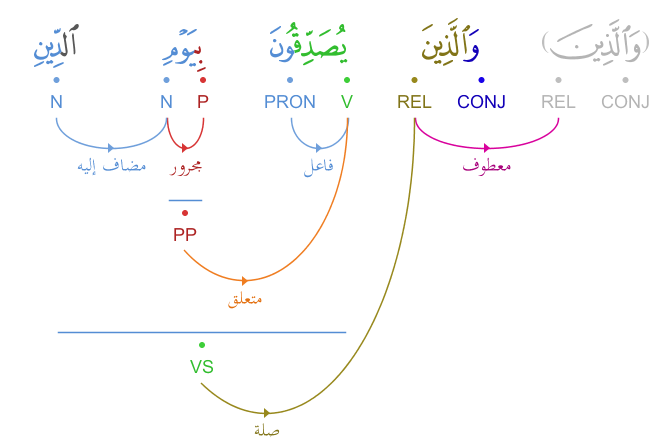 (وَٱلَّذِينَ) وَٱلَّذِينَ يُصَدِّقُونَ بِيَوْمِ ٱلدِّينِ
CONJ REL CONJ REL V PRON P N N
معطوف فاعل مجرور مضاف إليه
PP
متعلق
VS
صلة